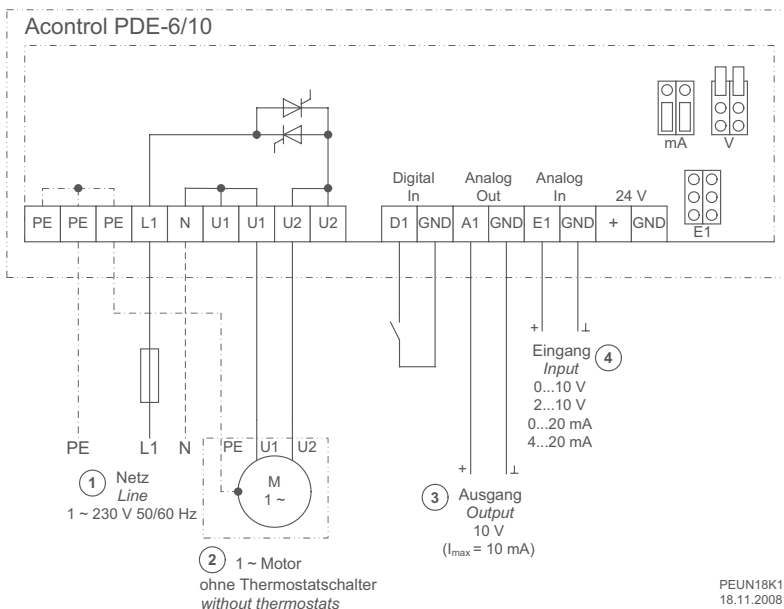 Acontrol PDE-6/10
mA V
Digital In
Analog Out
Analog In
24 V
PE PE PE L1 N U1 U1 U2 U2
D1 GND A1 GND E1 GND + GND
E1
+ ⊥
Eingang 4
Input
0...10 V
2...10 V
0...20 mA
4...20 mA
PE L1 N
PE U1 U2
1 Netz
Line
1 ~ 230 V 50/60 Hz
M
1 ~
+ ⊥
3 Ausgang
Output
10 V
(Imax = 10 mA)
2 1 ~ Motor
ohne Thermostatschalter
without thermostats
PEUN18K1
18.11.2008